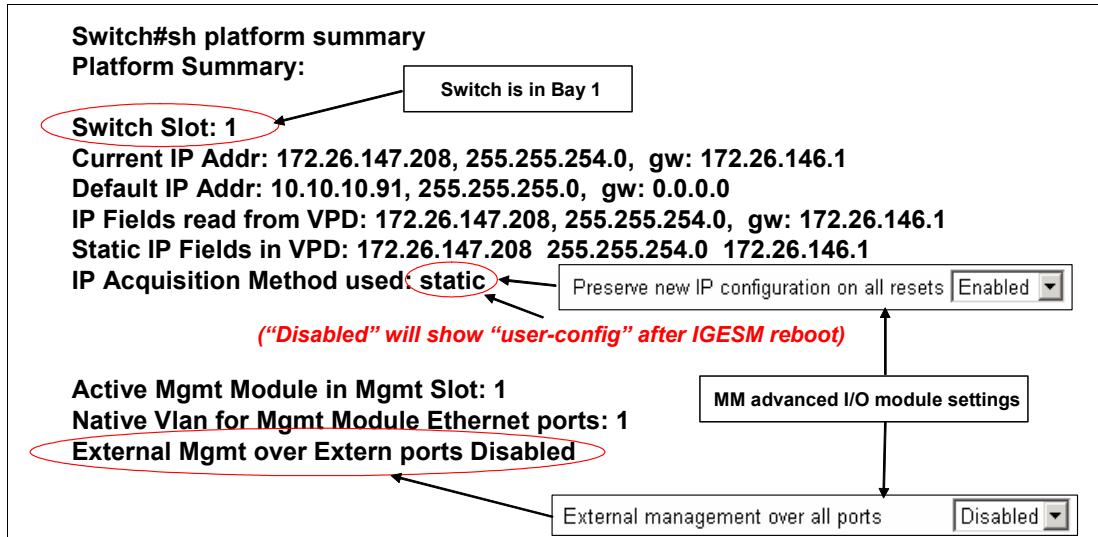 Switch#sh platform summary
Platform Summary:
Switch is in Bay 1
Switch Slot: 1
Current IP Addr: 172.26.147.208, 255.255.254.0, gw: 172.26.146.1
Default IP Addr: 10.10.10.91, 255.255.255.0, gw: 0.0.0.0
IP Fields read from VPD: 172.26.147.208, 255.255.254.0, gw: 172.26.146.1
Static IP Fields in VPD: 172.26.147.208 255.255.254.0 172.26.146.1
IP Acquisition Method used: static
Preserve new IP configuration on all resets Enabled
(“Disabled” will show “user-config” after IGESM reboot)
Active Mgmt Module in Mgmt Slot: 1
MM advanced I/O module settings
Native Vlan for Mgmt Module Ethernet ports: 1
External Mgmt over Extern ports Disabled
External management over all ports Disabled